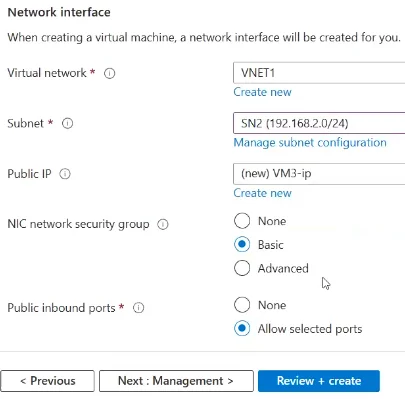 Network interface
When creating a virtual machine, a network interface will be created for you.
Virtual network *
VNET1
Create new
Subnet *
SN2 (192.168.2.0/24)
Manage subnet configuration
Public IP
(new) VM3-ip
Create new
NIC network security group
None
Basic
Advanced
Public inbound ports *
None
Allow selected ports
< Previous
Next : Management >
Review + create